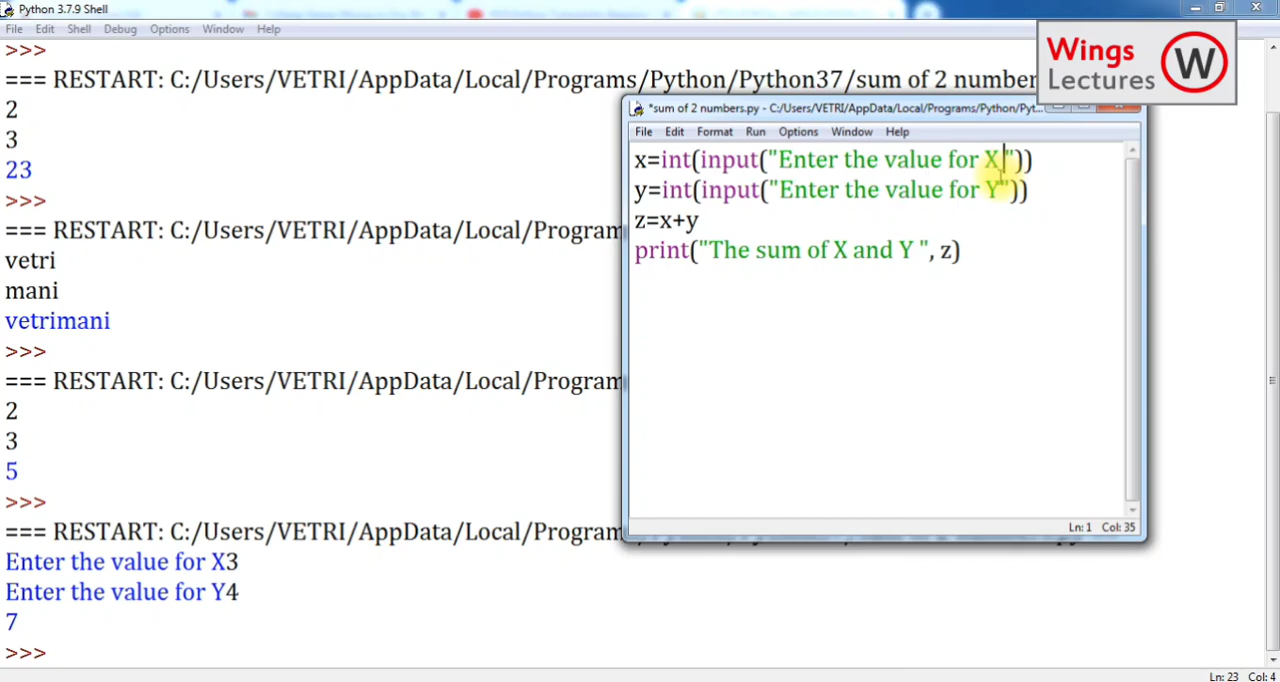 Python 3.7.9 Shell
File Edit Shell Debug Options Window Help
>>>
=== RESTART: C:/Users/VETRI/AppData/Local/Programs/Python/Python37/sum of 2 number
2
3
23
>>>
=== RESTART: C:/Users/VETRI/AppData/Local/Program
vetri
mani
vetrimani
>>>
=== RESTART: C:/Users/VETRI/AppData/Local/Program
2
3
5
>>>
=== RESTART: C:/Users/VETRI/AppData/Local/Program
Enter the value for X3
Enter the value for Y4
7
>>>
Ln: 23 Col: 4
Wings
Lectures
W
*sum of 2 numbers.py - C:/Users/VETRI/AppData/Local/Programs/Python/Pyt...
File Edit Format Run Options Window Help
x=int(input("Enter the value for X "))
y=int(input("Enter the value for Y"))
z=x+y
print("The sum of X and Y ", z)
Ln: 1 Col: 35